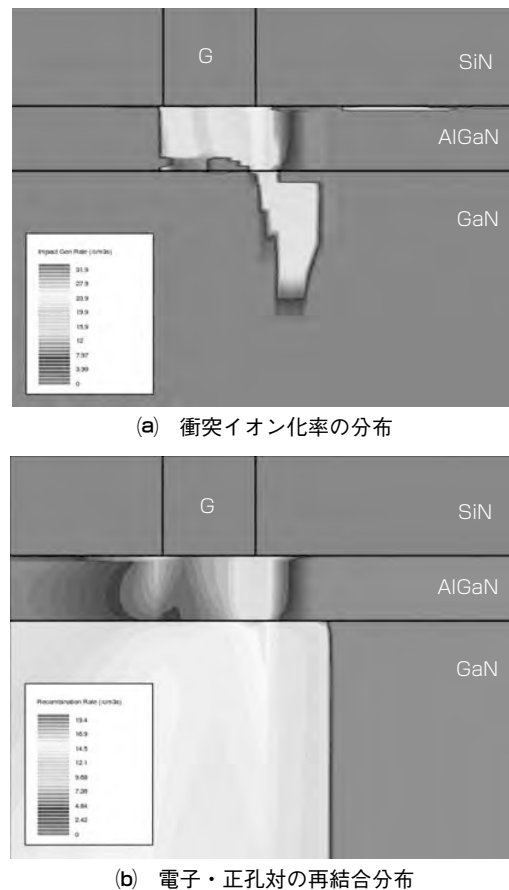 G
SiN
AlGaN
GaN
Impact Gen Rate (/cm3s)
31.9
27.9
23.9
19.9
15.9
12
7.97
3.99
0
(a) 衝突イオン化率の分布
G
SiN
AlGaN
GaN
Recombination Rate (/cm3s)
19.4
16.9
14.5
12.1
9.68
7.26
4.84
2.42
0
(b) 電子・正孔対の再結合分布